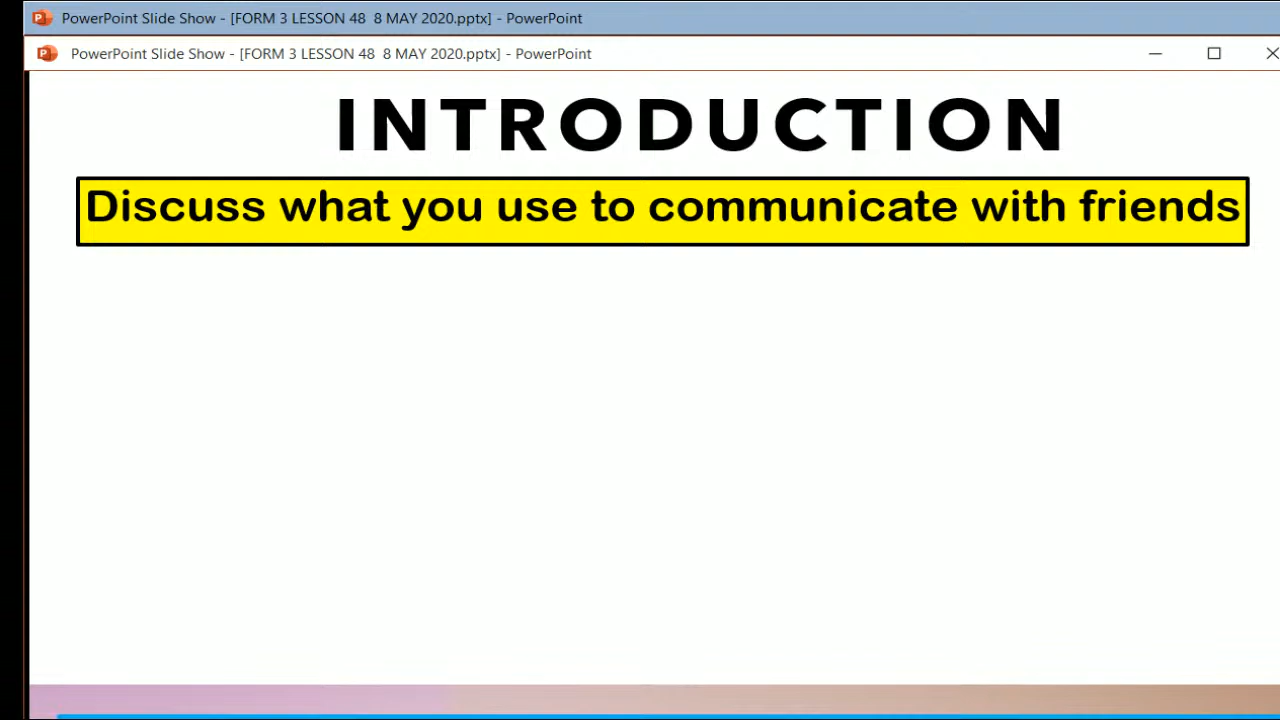 PowerPoint Slide Show - [FORM 3 LESSON 48  8 MAY 2020.pptx] - PowerPoint
PowerPoint Slide Show - [FORM 3 LESSON 48  8 MAY 2020.pptx] - PowerPoint
INTRODUCTION
Discuss what you use to communicate with friends